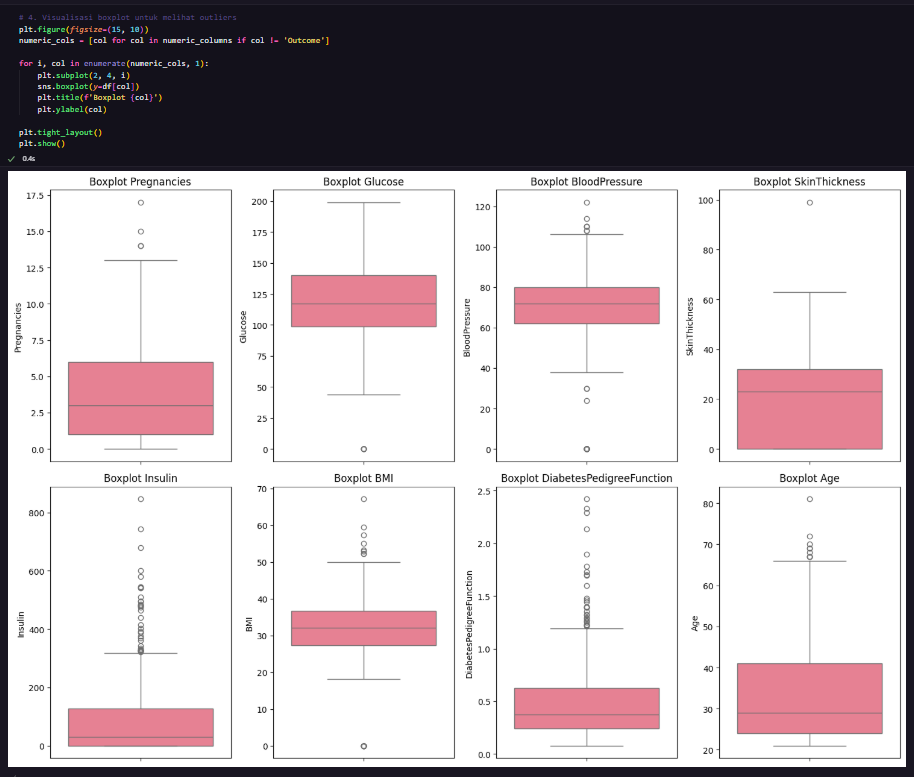 # 4. Visualisasi boxplot untuk melihat outliers
plt.figure(figsize=(15, 10))
numeric_cols = [col for col in numeric_columns if col != 'Outcome']
for i, col in enumerate(numeric_cols, 1):
    plt.subplot(2, 4, i)
    sns.boxplot(y=df[col])
    plt.title(f'Boxplot {col}')
    plt.ylabel(col)
plt.tight_layout()
plt.show()
✓ 0.4s
Boxplot Pregnancies
Pregnancies
17.5
15.0
12.5
10.0
7.5
5.0
2.5
0.0
Boxplot Glucose
Glucose
200
175
150
125
100
75
50
25
0
Boxplot BloodPressure
BloodPressure
120
100
80
60
40
20
0
Boxplot SkinThickness
SkinThickness
100
80
60
40
20
0
Boxplot Insulin
Insulin
800
600
400
200
0
Boxplot BMI
BMI
70
60
50
40
30
20
10
0
Boxplot DiabetesPedigreeFunction
DiabetesPedigreeFunction
2.5
2.0
1.5
1.0
0.5
0.0
Boxplot Age
Age
80
70
60
50
40
30
20